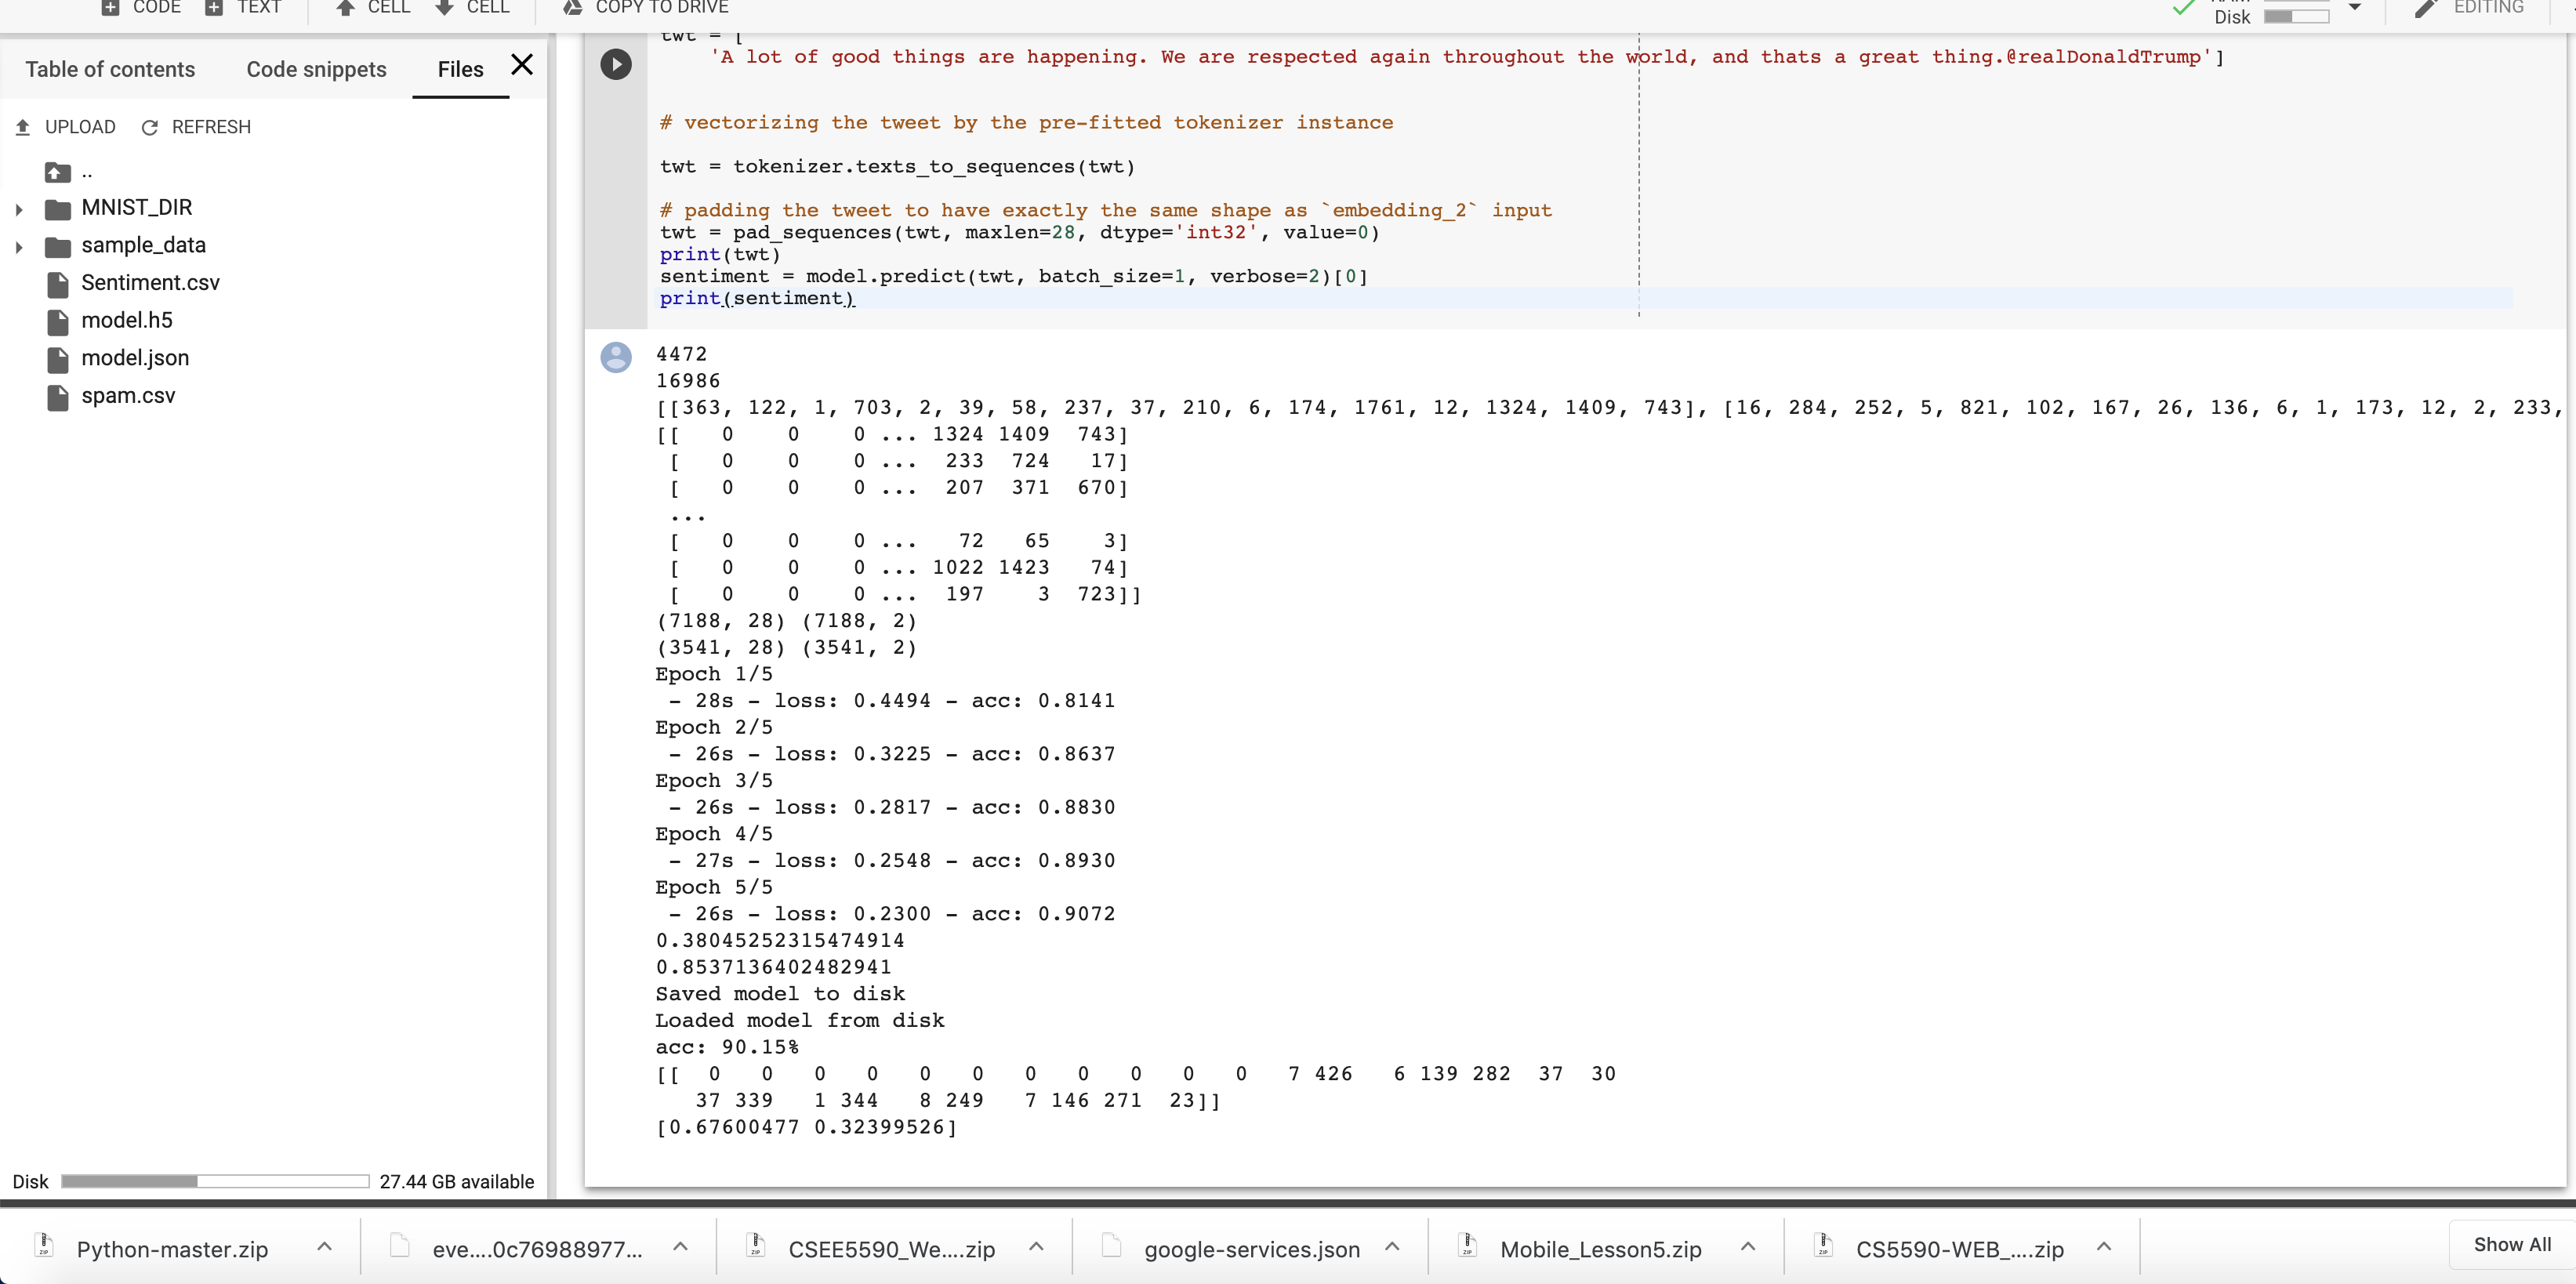 CODE TEXT CELL CELL COPY TO DRIVE
Disk
EDITING
Table of contents Code snippets Files
UPLOAD REFRESH
..
MNIST_DIR
sample_data
Sentiment.csv
model.h5
model.json
spam.csv
Disk 27.44 GB available
twt = [
'A lot of good things are happening. We are respected again throughout the world, and thats a great thing.@realDonaldTrump']
# vectorizing the tweet by the pre-fitted tokenizer instance
twt = tokenizer.texts_to_sequences(twt)
# padding the tweet to have exactly the same shape as `embedding_2` input
twt = pad_sequences(twt, maxlen=28, dtype='int32', value=0)
print(twt)
sentiment = model.predict(twt, batch_size=1, verbose=2)[0]
print(sentiment)
4472
16986
[[363, 122, 1, 703, 2, 39, 58, 237, 37, 210, 6, 174, 1761, 12, 1324, 1409, 743], [16, 284, 252, 5, 821, 102, 167, 26, 136, 6, 1, 173, 12, 2, 233,
[[ 0 0 0 ... 1324 1409 743]
[ 0 0 0 ... 233 724 17]
[ 0 0 0 ... 207 371 670]
...
[ 0 0 0 ... 72 65 3]
[ 0 0 0 ... 1022 1423 74]
[ 0 0 0 ... 197 3 723]]
(7188, 28) (7188, 2)
(3541, 28) (3541, 2)
Epoch 1/5
- 28s - loss: 0.4494 - acc: 0.8141
Epoch 2/5
- 26s - loss: 0.3225 - acc: 0.8637
Epoch 3/5
- 26s - loss: 0.2817 - acc: 0.8830
Epoch 4/5
- 27s - loss: 0.2548 - acc: 0.8930
Epoch 5/5
- 26s - loss: 0.2300 - acc: 0.9072
0.38045252315474914
0.8537136402482941
Saved model to disk
Loaded model from disk
acc: 90.15%
[[ 0 0 0 0 0 0 0 0 0 0 0 7 426 6 139 282 37 30
37 339 1 344 8 249 7 146 271 23]]
[0.67600477 0.32399526]
Python-master.zip eve....0c76988977... CSEE5590_We....zip google-services.json Mobile_Lesson5.zip CS5590-WEB_....zip Show All